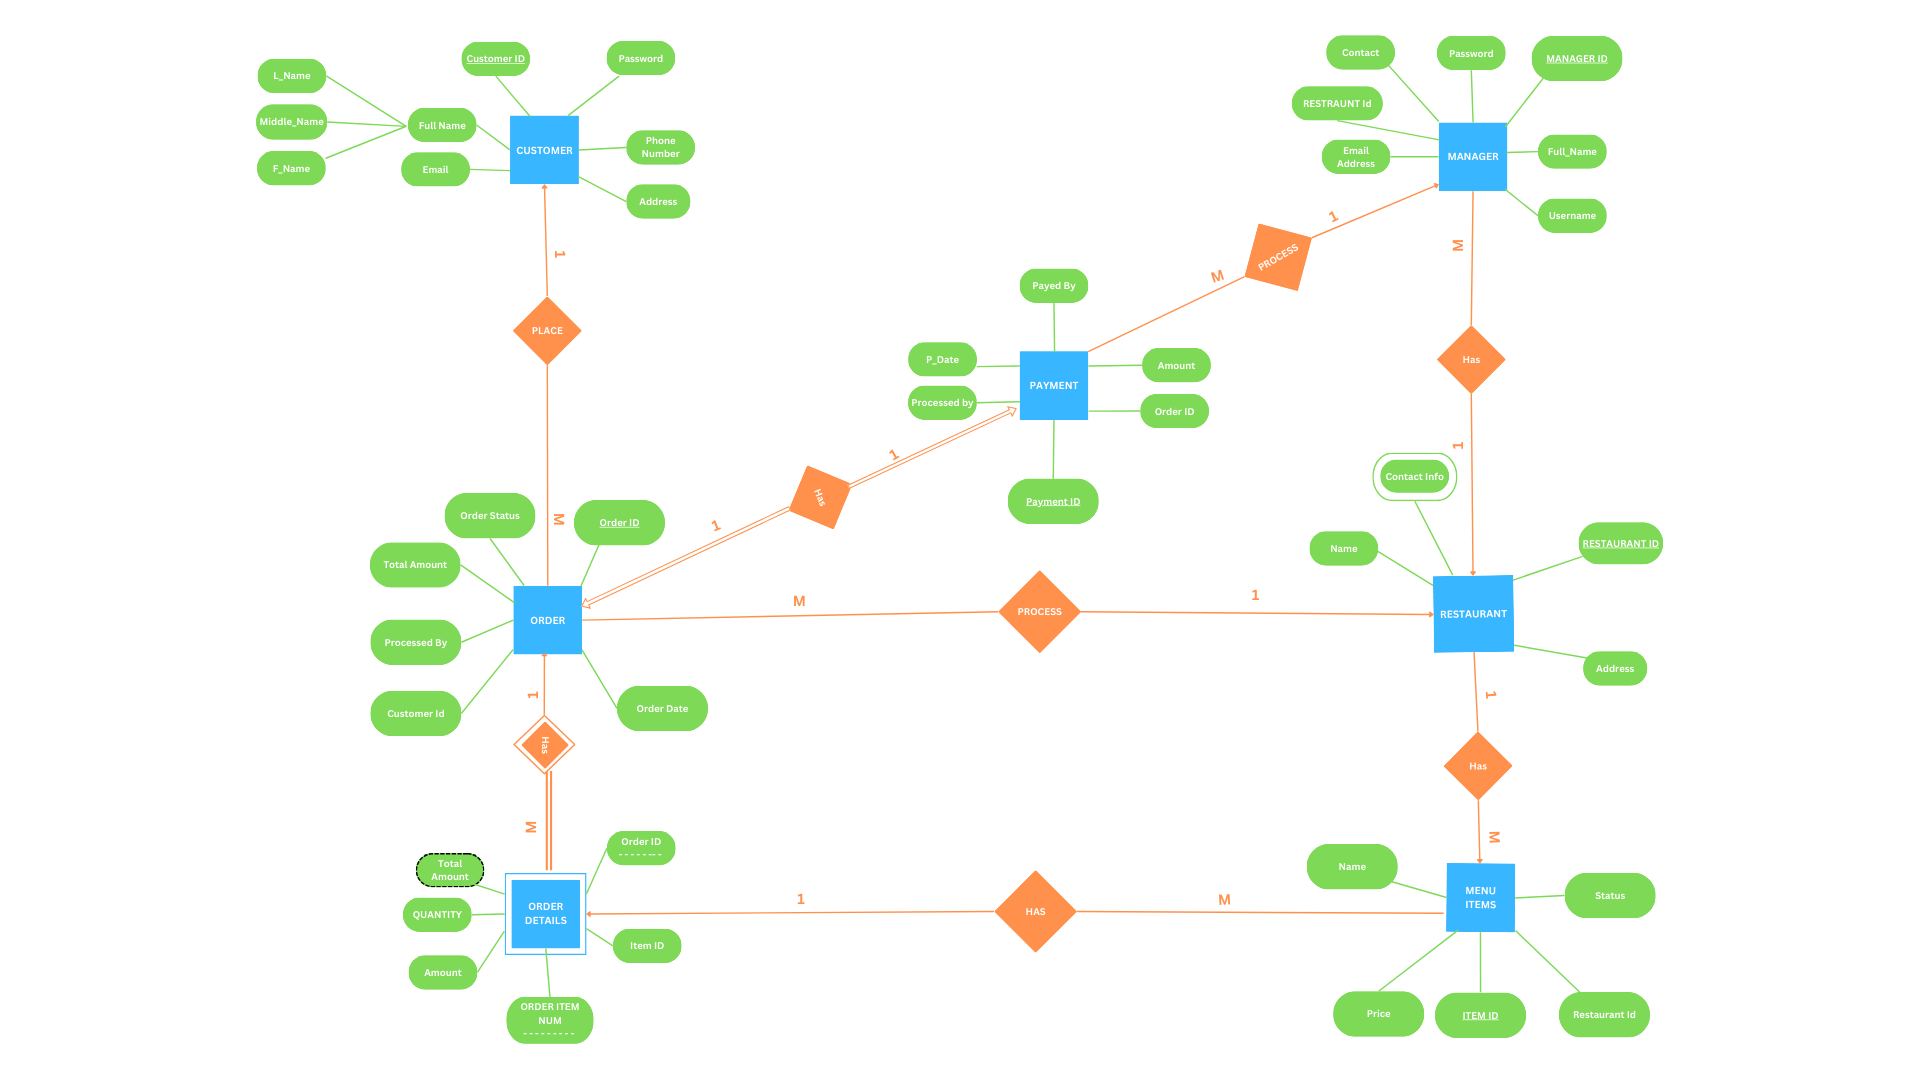 Customer ID
Password
L_Name
Middle_Name
F_Name
Full Name
Email
CUSTOMER
Phone
Number
Address
Contact
Password
MANAGER ID
RESTRAUNT Id
Email
Address
MANAGER
Full_Name
Username
1
PLACE
M
1
PROCESS
M
M
Has
1
Payed By
P_Date
Processed by
PAYMENT
Amount
Order ID
Payment ID
1
Has
1
Order Status
Order ID
Total Amount
Processed By
Customer Id
ORDER
Order Date
M
PROCESS
1
Contact Info
Name
RESTAURANT ID
RESTAURANT
Address
1
Has
M
1
Has
M
Total
Amount
QUANTITY
Amount
ORDER
DETAILS
Order ID
--------
Item ID
ORDER ITEM
NUM
---------
1
HAS
M
Name
MENU
ITEMS
Status
Price
ITEM ID
Restaurant Id